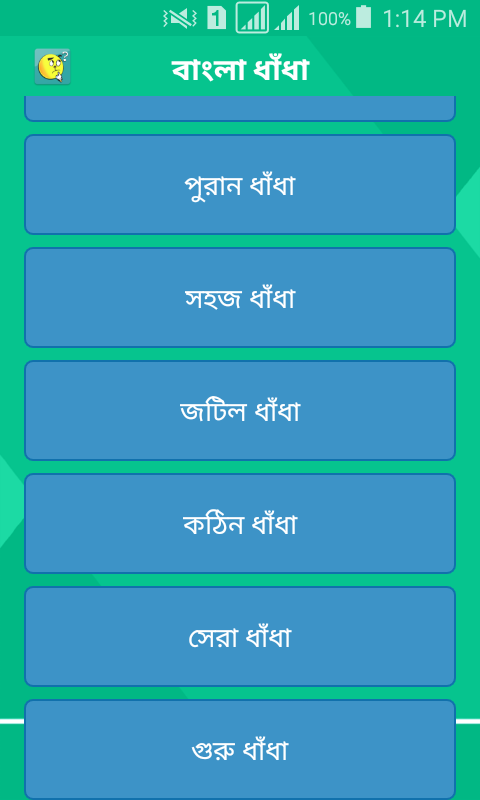 1 100% 1:14 PM
বাংলা ধাঁধা
পুরান ধাঁধা
সহজ ধাঁধা
জটিল ধাঁধা
কঠিন ধাঁধা
সেরা ধাঁধা
গুরু ধাঁধা